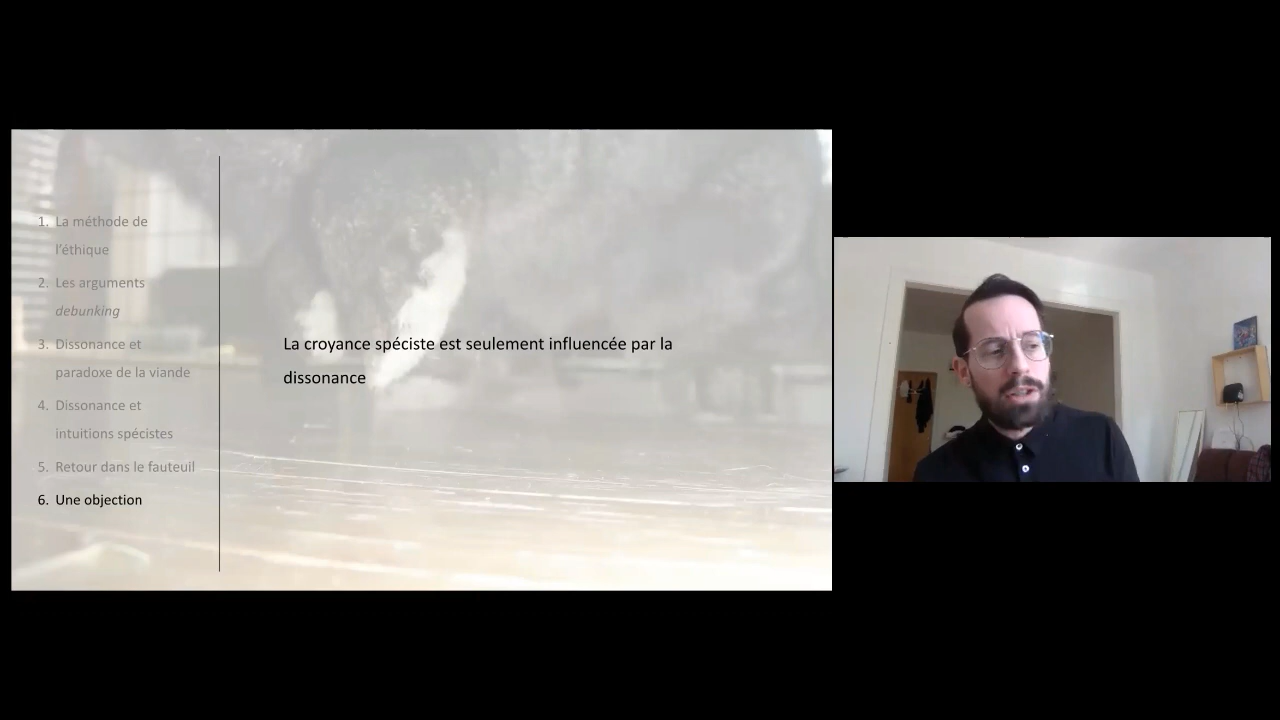 1. La méthode de
l'éthique
2. Les arguments
debunking
3. Dissonance et
paradoxe de la viande
4. Dissonance et
intuitions spécistes
5. Retour dans le fauteuil
6. Une objection
La croyance spéciste est seulement influencée par la
dissonance